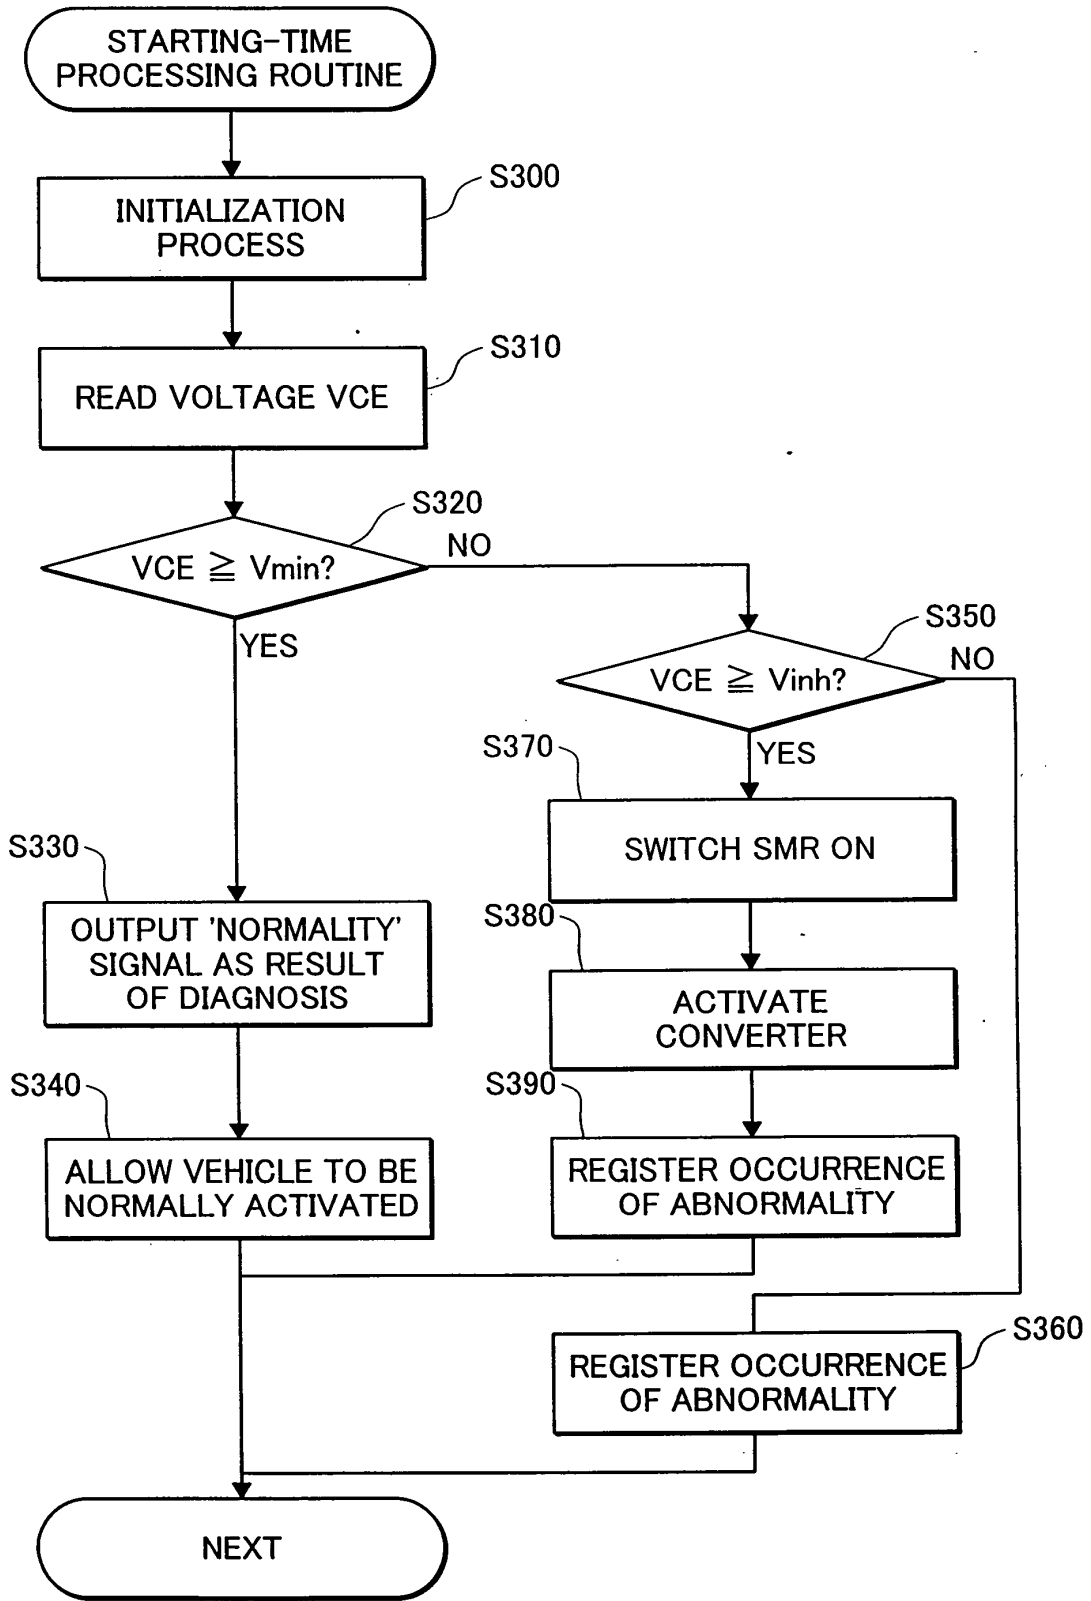 STARTING-TIME
PROCESSING ROUTINE
S300
INITIALIZATION
PROCESS
S310
READ VOLTAGE VCE
S320
VCE ≧ Vmin?
NO
YES
S350
VCE ≧ Vinh?
NO
YES
S370
SWITCH SMR ON
S330
OUTPUT 'NORMALITY'
SIGNAL AS RESULT
OF DIAGNOSIS
S380
ACTIVATE
CONVERTER
S340
ALLOW VEHICLE TO BE
NORMALLY ACTIVATED
S390
REGISTER OCCURRENCE
OF ABNORMALITY
S360
REGISTER OCCURRENCE
OF ABNORMALITY
NEXT